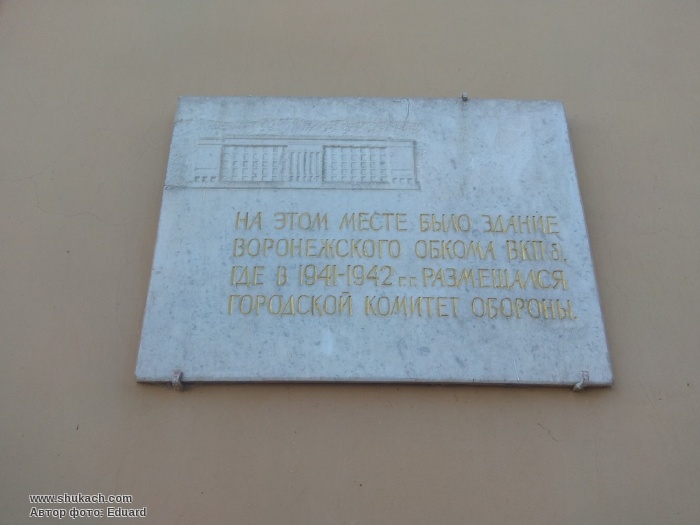 НА ЭТОМ МЕСТЕ БЫЛО ЗДАНИЕ
ВОРОНЕЖСКОГО ОБКОМА ВКП(б),
ГДЕ В 1941-1942 гг. РАЗМЕЩАЛСЯ
ГОРОДСКОЙ КОМИТЕТ ОБОРОНЫ.
www.shukach.com
Автор фото: Eduard